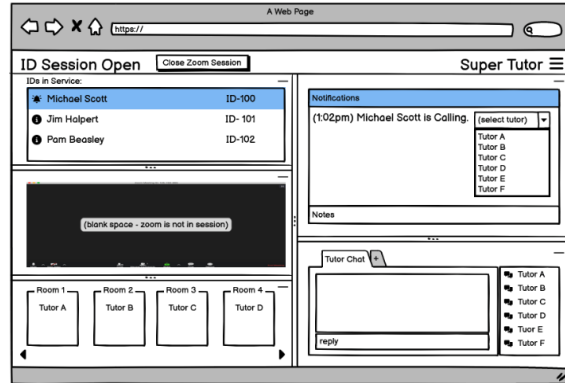 A Web Page
https://
ID Session Open
Close Zoom Session
Super Tutor
IDs in Service:
Michael Scott ID-100
Jim Halpert ID- 101
Pam Beasley ID-102
(blank space - zoom is not in session)
Room 1
Tutor A
Room 2
Tutor B
Room 3
Tutor C
Room 4
Tutor D
Notifications
(1:02pm) Michael Scott is Calling. (select tutor)
Tutor A
Tutor B
Tutor C
Tutor D
Tutor E
Tutor F
Notes
Tutor Chat +
reply
Tutor A
Tutor B
Tutor C
Tutor D
Tuor E
Tutor F